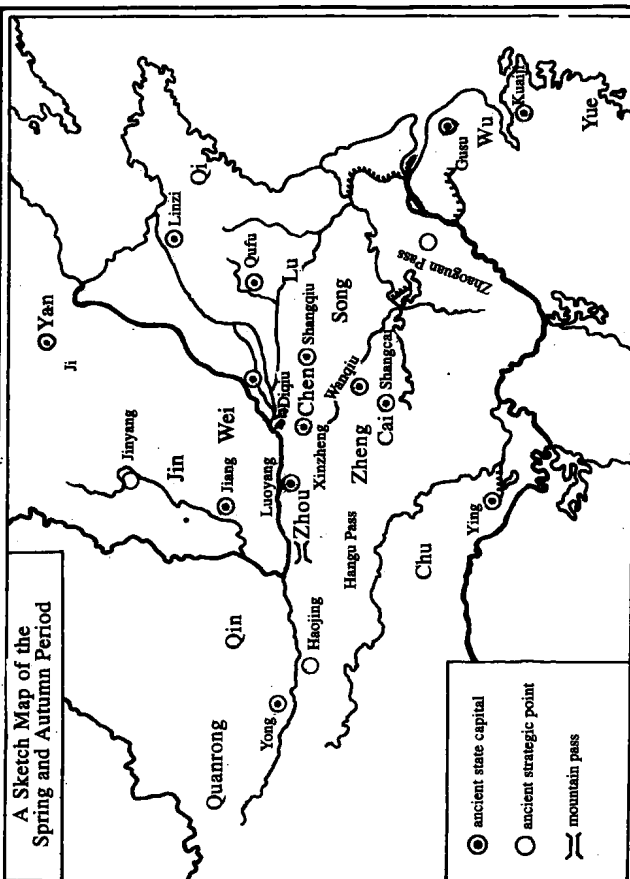 A Sketch Map of the
Spring and Autumn Period
Yan
Ji
Jinyang
Jin
Jiang
Wei
Linzi
Qi
Qufu
Lu
Diqiu
Luoyang
Zhou
Xinzheng
Chen
Shangqiu
Song
Wanqiu
Zheng
Cai
Shangcai
Qin
Quanrong
Yong
Haojing
Hangu Pass
Chu
Ying
Zhaoguan Pass
Gusu
Wu
Kuaiji
Yue
ancient state capital
ancient strategic point
mountain pass